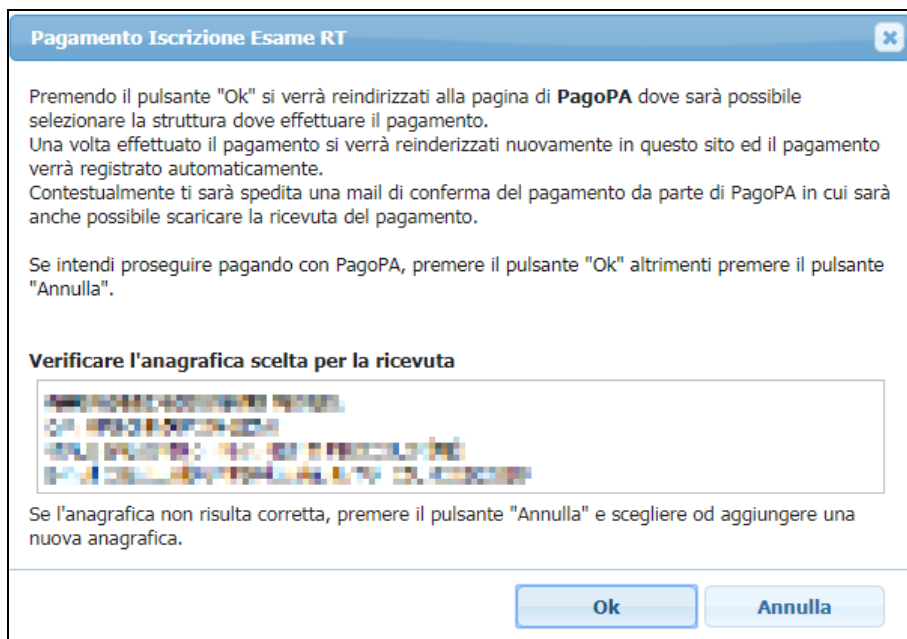 Pagamento Iscrizione Esame RT
Premendo il pulsante "Ok" si verrà reindirizzati alla pagina di PagoPA dove sarà possibile
selezionare la struttura dove effettuare il pagamento.
Una volta effettuato il pagamento si verrà reinderizzati nuovamente in questo sito ed il pagamento
verrà registrato automaticamente.
Contestualmente ti sarà spedita una mail di conferma del pagamento da parte di PagoPA in cui sarà
anche possibile scaricare la ricevuta del pagamento.
Se intendi proseguire pagando con PagoPA, premere il pulsante "Ok" altrimenti premere il pulsante
"Annulla".
Verificare l'anagrafica scelta per la ricevuta
Se l'anagrafica non risulta corretta, premere il pulsante "Annulla" e scegliere od aggiungere una
nuova anagrafica.
Ok
Annulla